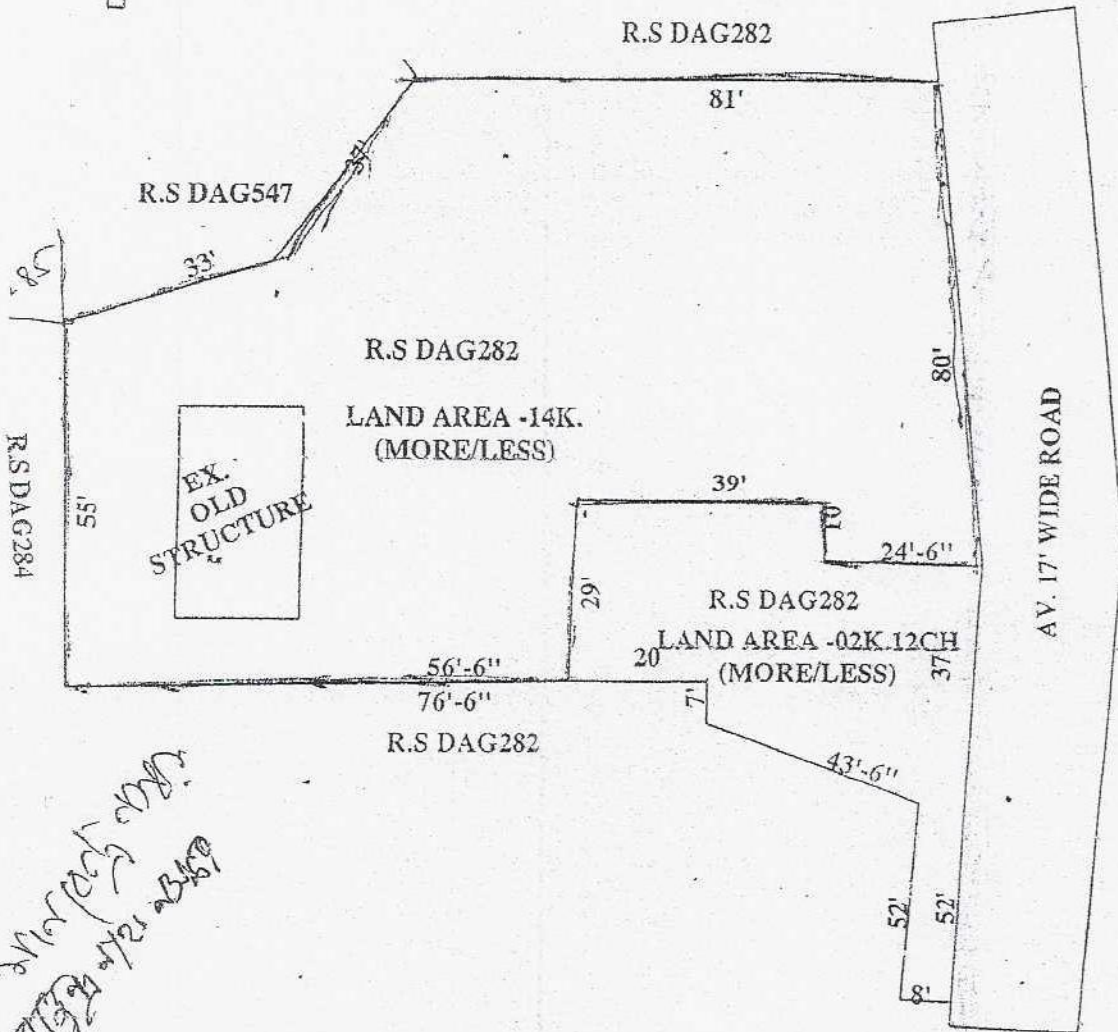 R.S DAG282
81'
37'
R.S DAG547
33'
R.S DAG282
LAND AREA -14K.
(MORE/LESS)
80'
AV. 17' WIDE ROAD
R.S DAG284
55'
EX.
OLD
STRUCTURE
39'
10
24'-6"
29'
R.S DAG282
LAND AREA -02K.12CH
(MORE/LESS)
37'
20
56'-6"
76'-6"
7'
R.S DAG282
43'-6"
52'
52'
8'